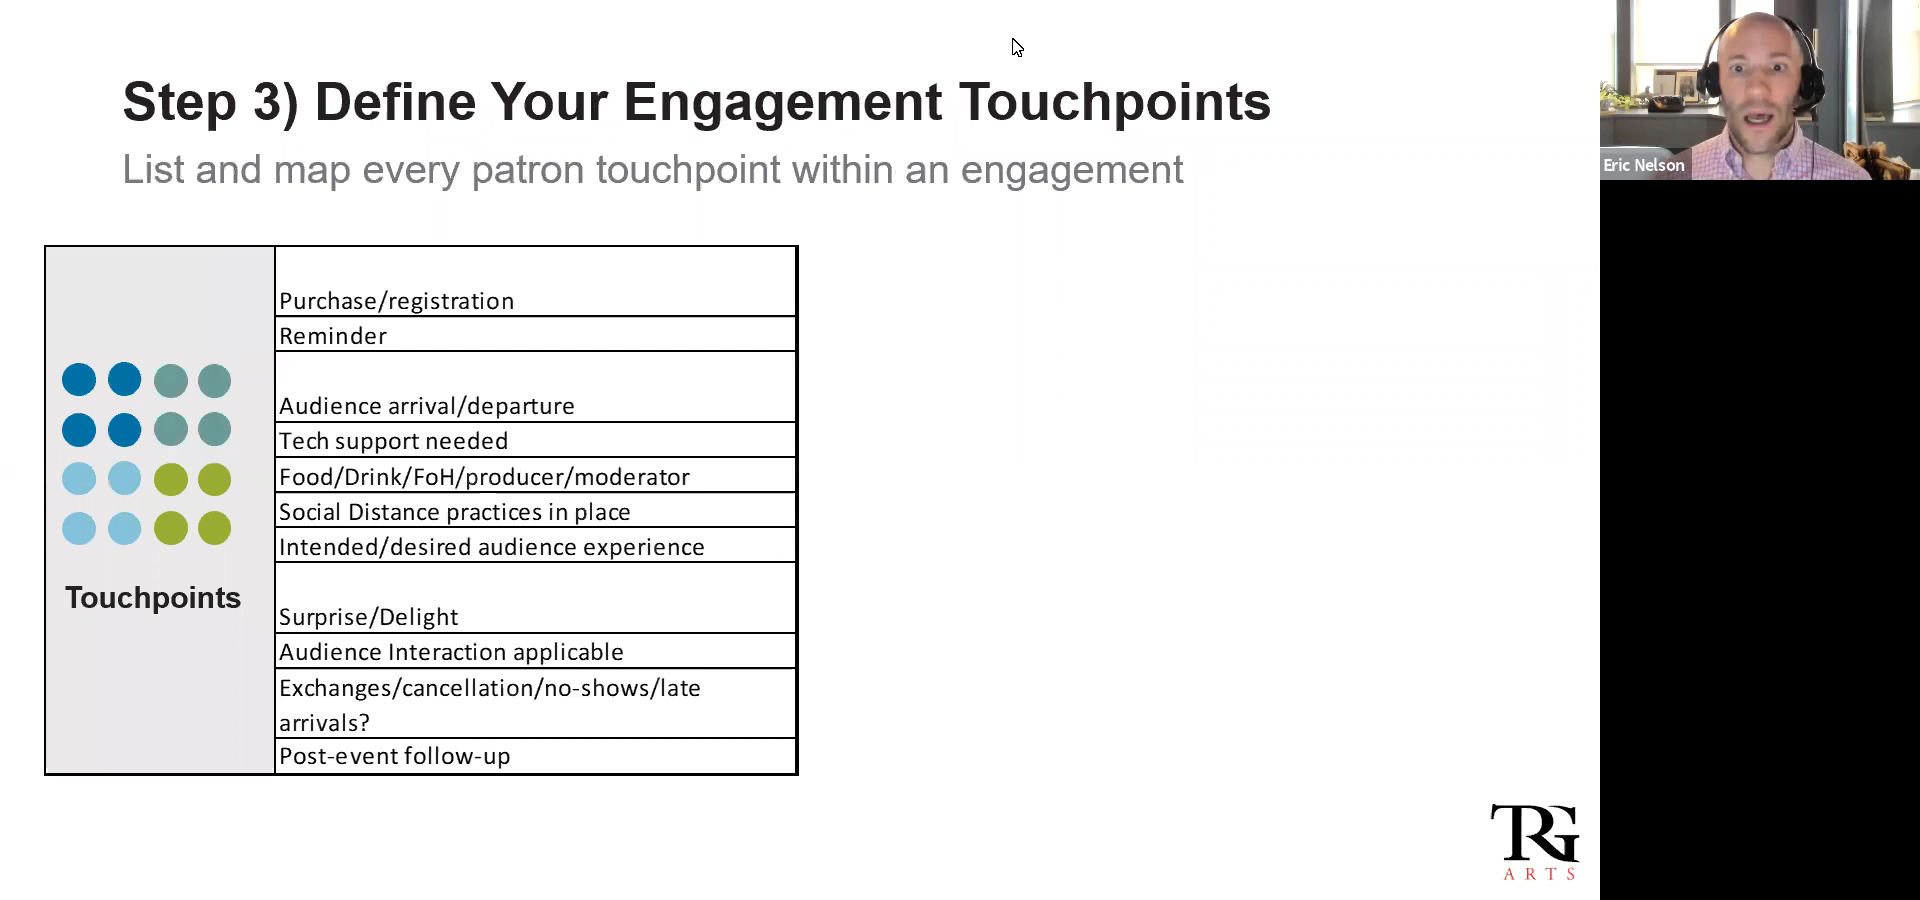 Step 3) Define Your Engagement Touchpoints
List and map every patron touchpoint within an engagement
Eric Nelson
Purchase/registration
Reminder
Audience arrival/departure
Tech support needed
Food/Drink/FoH/producer/moderator
Social Distance practices in place
Intended/desired audience experience
Touchpoints
Surprise/Delight
Audience Interaction applicable
Exchanges/cancellation/no-shows/late
arrivals?
Post-event follow-up
TRG
ARTS